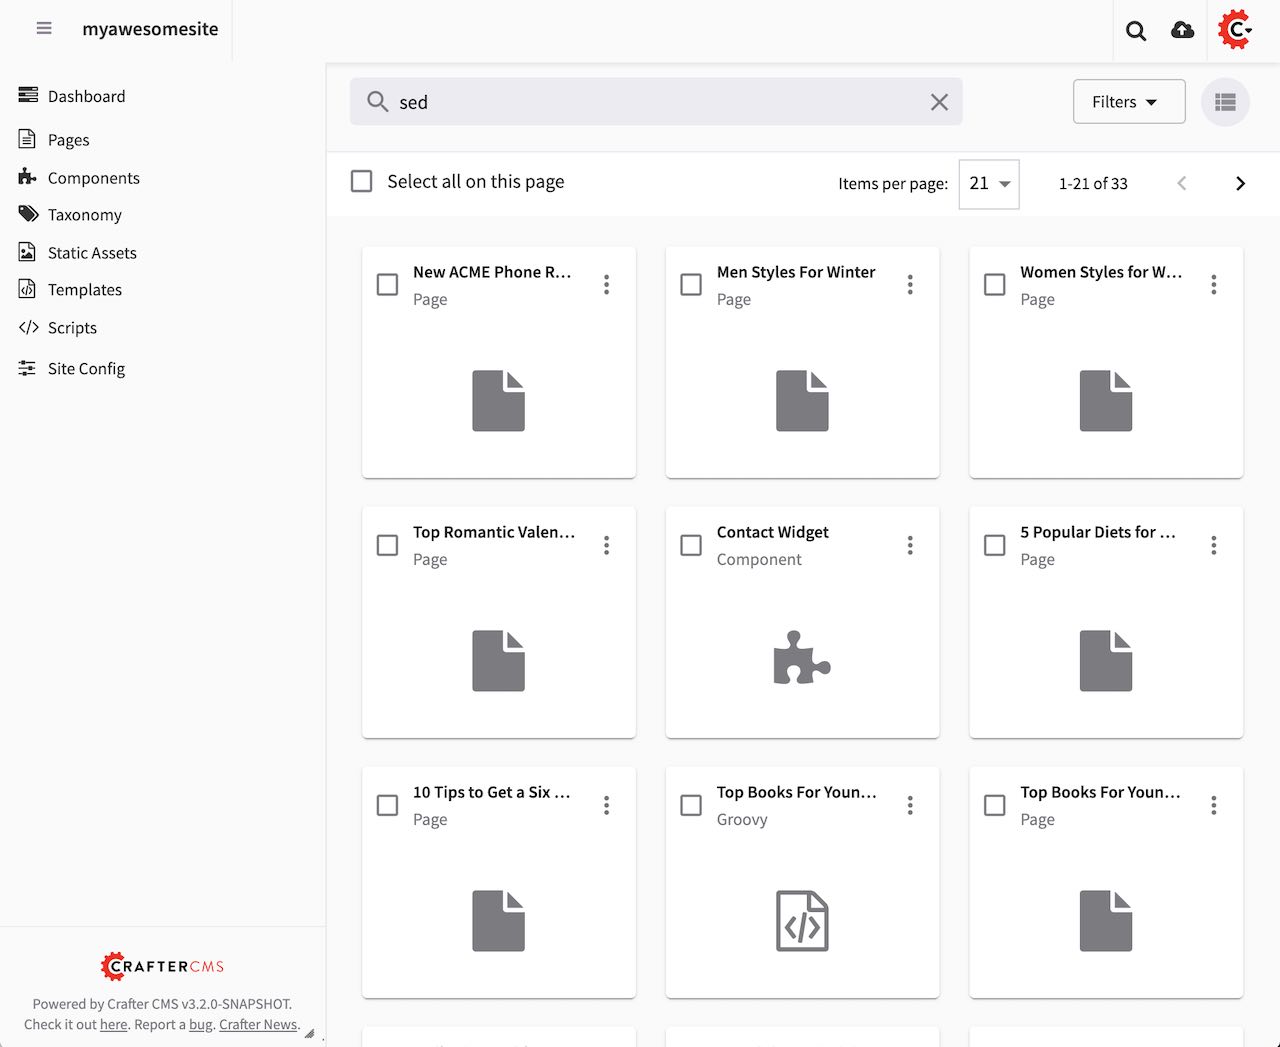 myawesomesite
Dashboard
Pages
Components
Taxonomy
Static Assets
Templates
Scripts
Site Config
sed
Filters
Select all on this page
Items per page: 21 1-21 of 33
New ACME Phone R...
Page
Men Styles For Winter
Page
Women Styles for W...
Page
Top Romantic Valen...
Page
Contact Widget
Component
5 Popular Diets for ...
Page
10 Tips to Get a Six ...
Page
Top Books For Youn...
Groovy
Top Books For Youn...
Page
CRAFTERCMS
Powered by Crafter CMS v3.2.0-SNAPSHOT.
Check it out here. Report a bug. Crafter News.